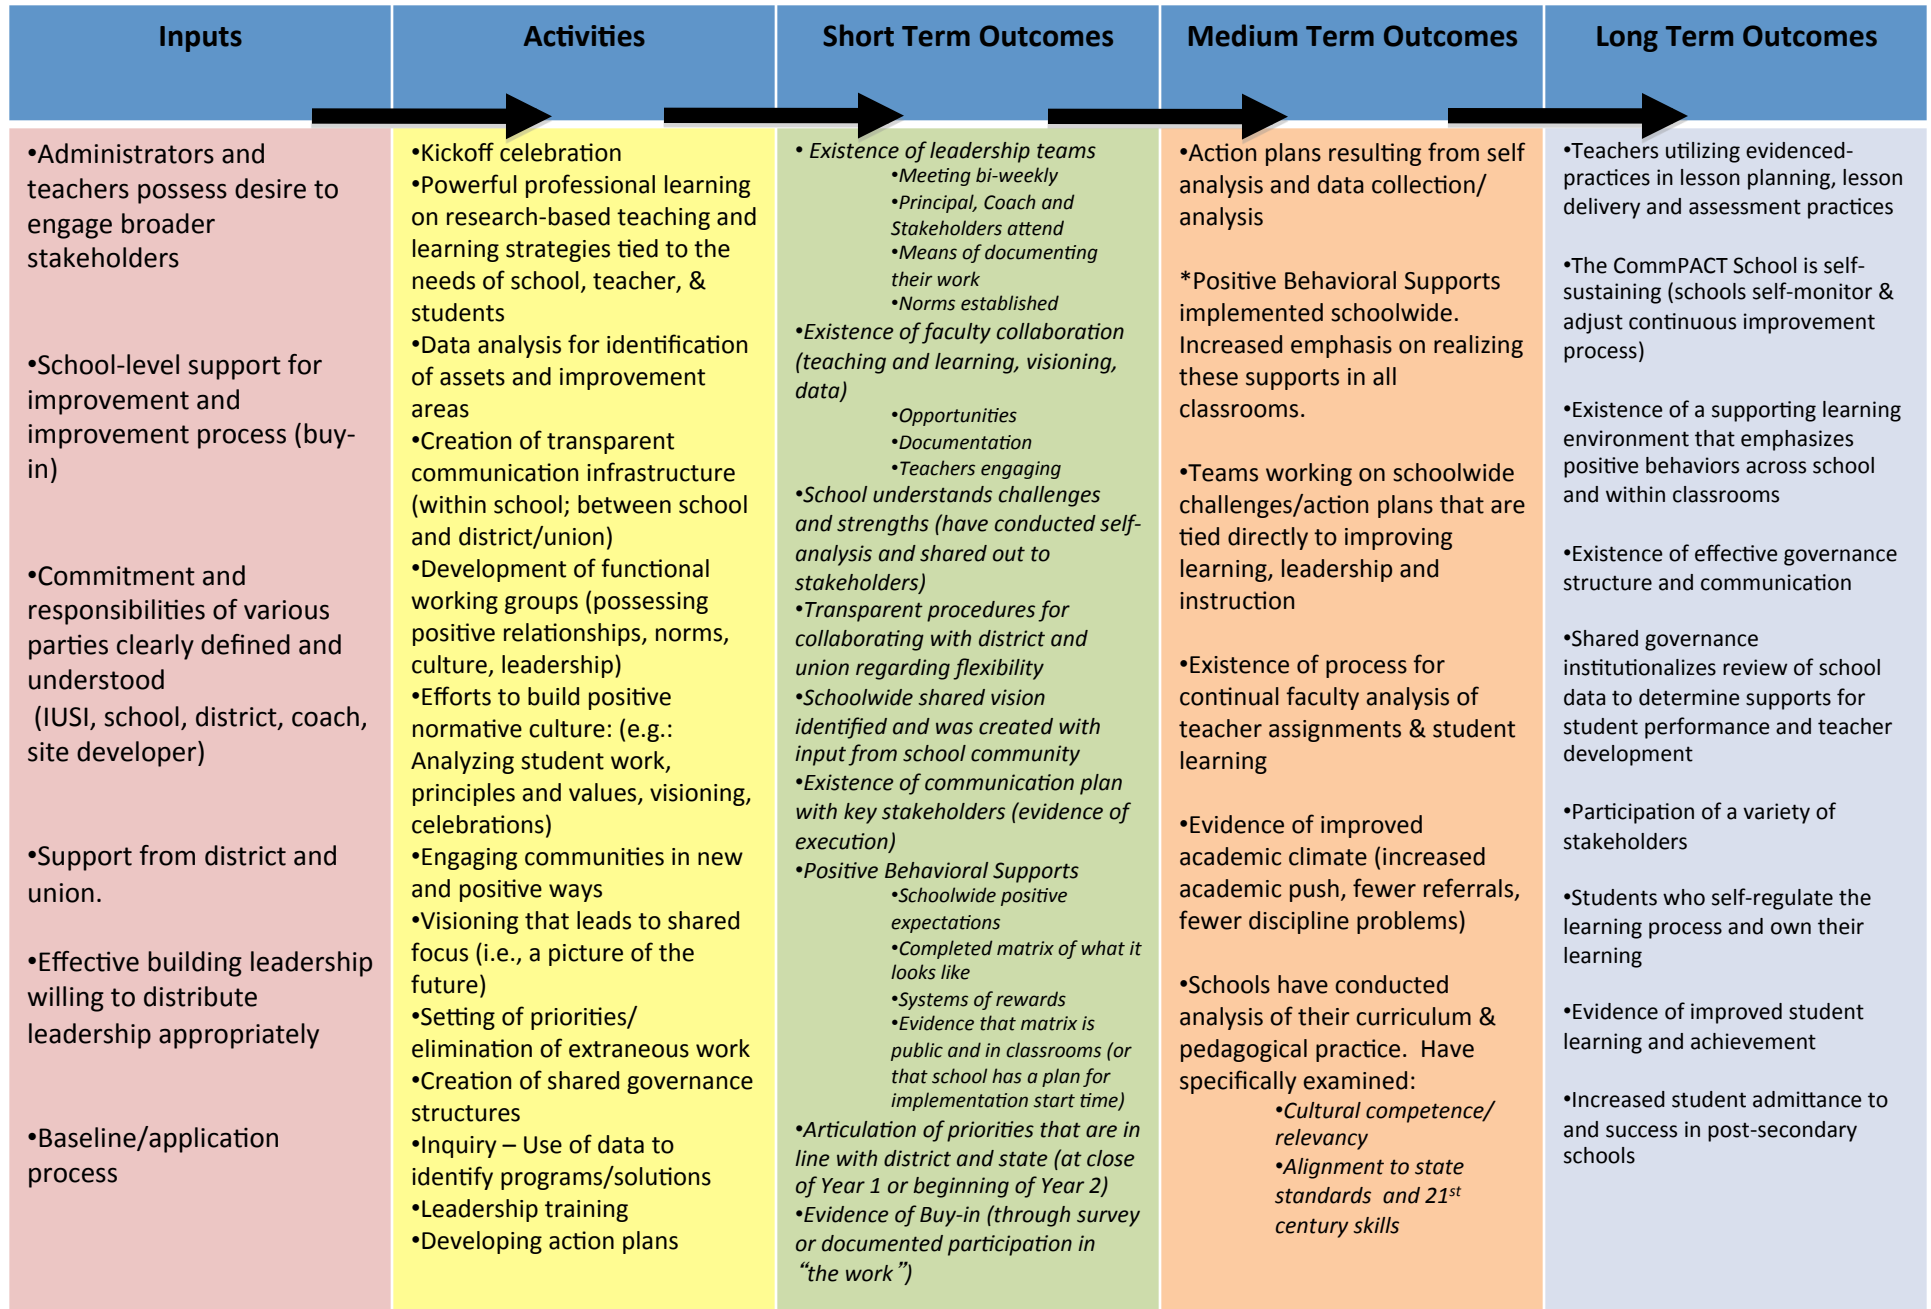 Inputs
Activities
Short Term Outcomes
Medium Term Outcomes
Long Term Outcomes
•Administrators and
teachers possess desire to
engage broader
stakeholders
•School-level support for
improvement and
improvement process (buy-
in)
•Commitment and
responsibilities of various
parties clearly defined and
understood
(IUSI, school, district, coach,
site developer)
•Support from district and
union.
•Effective building leadership
willing to distribute
leadership appropriately
•Baseline/application
process
•Kickoff celebration
•Powerful professional learning
on research-based teaching and
learning strategies tied to the
needs of school, teacher, &
students
•Data analysis for identification
of assets and improvement
areas
•Creation of transparent
communication infrastructure
(within school; between school
and district/union)
•Development of functional
working groups (possessing
positive relationships, norms,
culture, leadership)
•Efforts to build positive
normative culture: (e.g.:
Analyzing student work,
principles and values, visioning,
celebrations)
•Engaging communities in new
and positive ways
•Visioning that leads to shared
focus (i.e., a picture of the
future)
•Setting of priorities/
elimination of extraneous work
•Creation of shared governance
structures
•Inquiry – Use of data to
identify programs/solutions
•Leadership training
•Developing action plans
• Existence of leadership teams
•Meeting bi-weekly
•Principal, Coach and
Stakeholders attend
•Means of documenting
their work
•Norms established
•Existence of faculty collaboration
(teaching and learning, visioning,
data)
•Opportunities
•Documentation
•Teachers engaging
•School understands challenges
and strengths (have conducted self-
analysis and shared out to
stakeholders)
•Transparent procedures for
collaborating with district and
union regarding flexibility
•Schoolwide shared vision
identified and was created with
input from school community
•Existence of communication plan
with key stakeholders (evidence of
execution)
•Positive Behavioral Supports
•Schoolwide positive
expectations
•Completed matrix of what it
looks like
•Systems of rewards
•Evidence that matrix is
public and in classrooms (or
that school has a plan for
implementation start time)
•Articulation of priorities that are in
line with district and state (at close
of Year 1 or beginning of Year 2)
•Evidence of Buy-in (through survey
or documented participation in
“the work”)
•Action plans resulting from self
analysis and data collection/
analysis
*Positive Behavioral Supports
implemented schoolwide.
Increased emphasis on realizing
these supports in all
classrooms.
•Teams working on schoolwide
challenges/action plans that are
tied directly to improving
learning, leadership and
instruction
•Existence of process for
continual faculty analysis of
teacher assignments & student
learning
•Evidence of improved
academic climate (increased
academic push, fewer referrals,
fewer discipline problems)
•Schools have conducted
analysis of their curriculum &
pedagogical practice. Have
specifically examined:
•Cultural competence/
relevancy
•Alignment to state
standards and 21st
century skills
•Teachers utilizing evidenced-
practices in lesson planning, lesson
delivery and assessment practices
•The CommPACT School is self-
sustaining (schools self-monitor &
adjust continuous improvement
process)
•Existence of a supporting learning
environment that emphasizes
positive behaviors across school
and within classrooms
•Existence of effective governance
structure and communication
•Shared governance
institutionalizes review of school
data to determine supports for
student performance and teacher
development
•Participation of a variety of
stakeholders
•Students who self-regulate the
learning process and own their
learning
•Evidence of improved student
learning and achievement
•Increased student admittance to
and success in post-secondary
schools